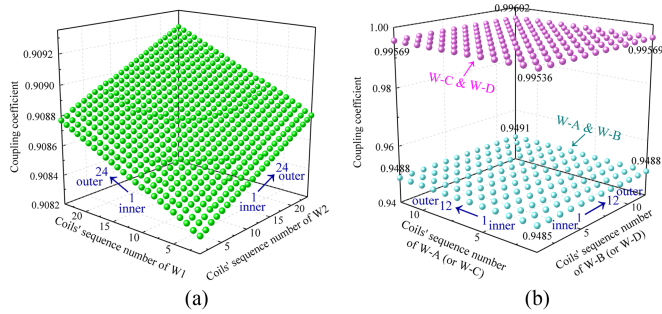 0.9092
0.9090
0.9088
0.9086
0.9084
0.9082
Coupling coefficient
24
outer
1
inner
24
outer
1
inner
20
15
10
5
5
10
15
20
Coils' sequence number of W1
Coils' sequence number of W2
(a)
1.00
0.98
0.96
0.94
Coupling coefficient
0.99602
0.99569
0.99569
0.99536
W-C & W-D
W-A & W-B
0.9491
0.9488
0.9488
0.9485
outer
12
1
inner
outer
12
1
inner
10
5
5
10
Coils' sequence number
of W-A (or W-C)
Coils' sequence number
of W-B (or W-D)
(b)